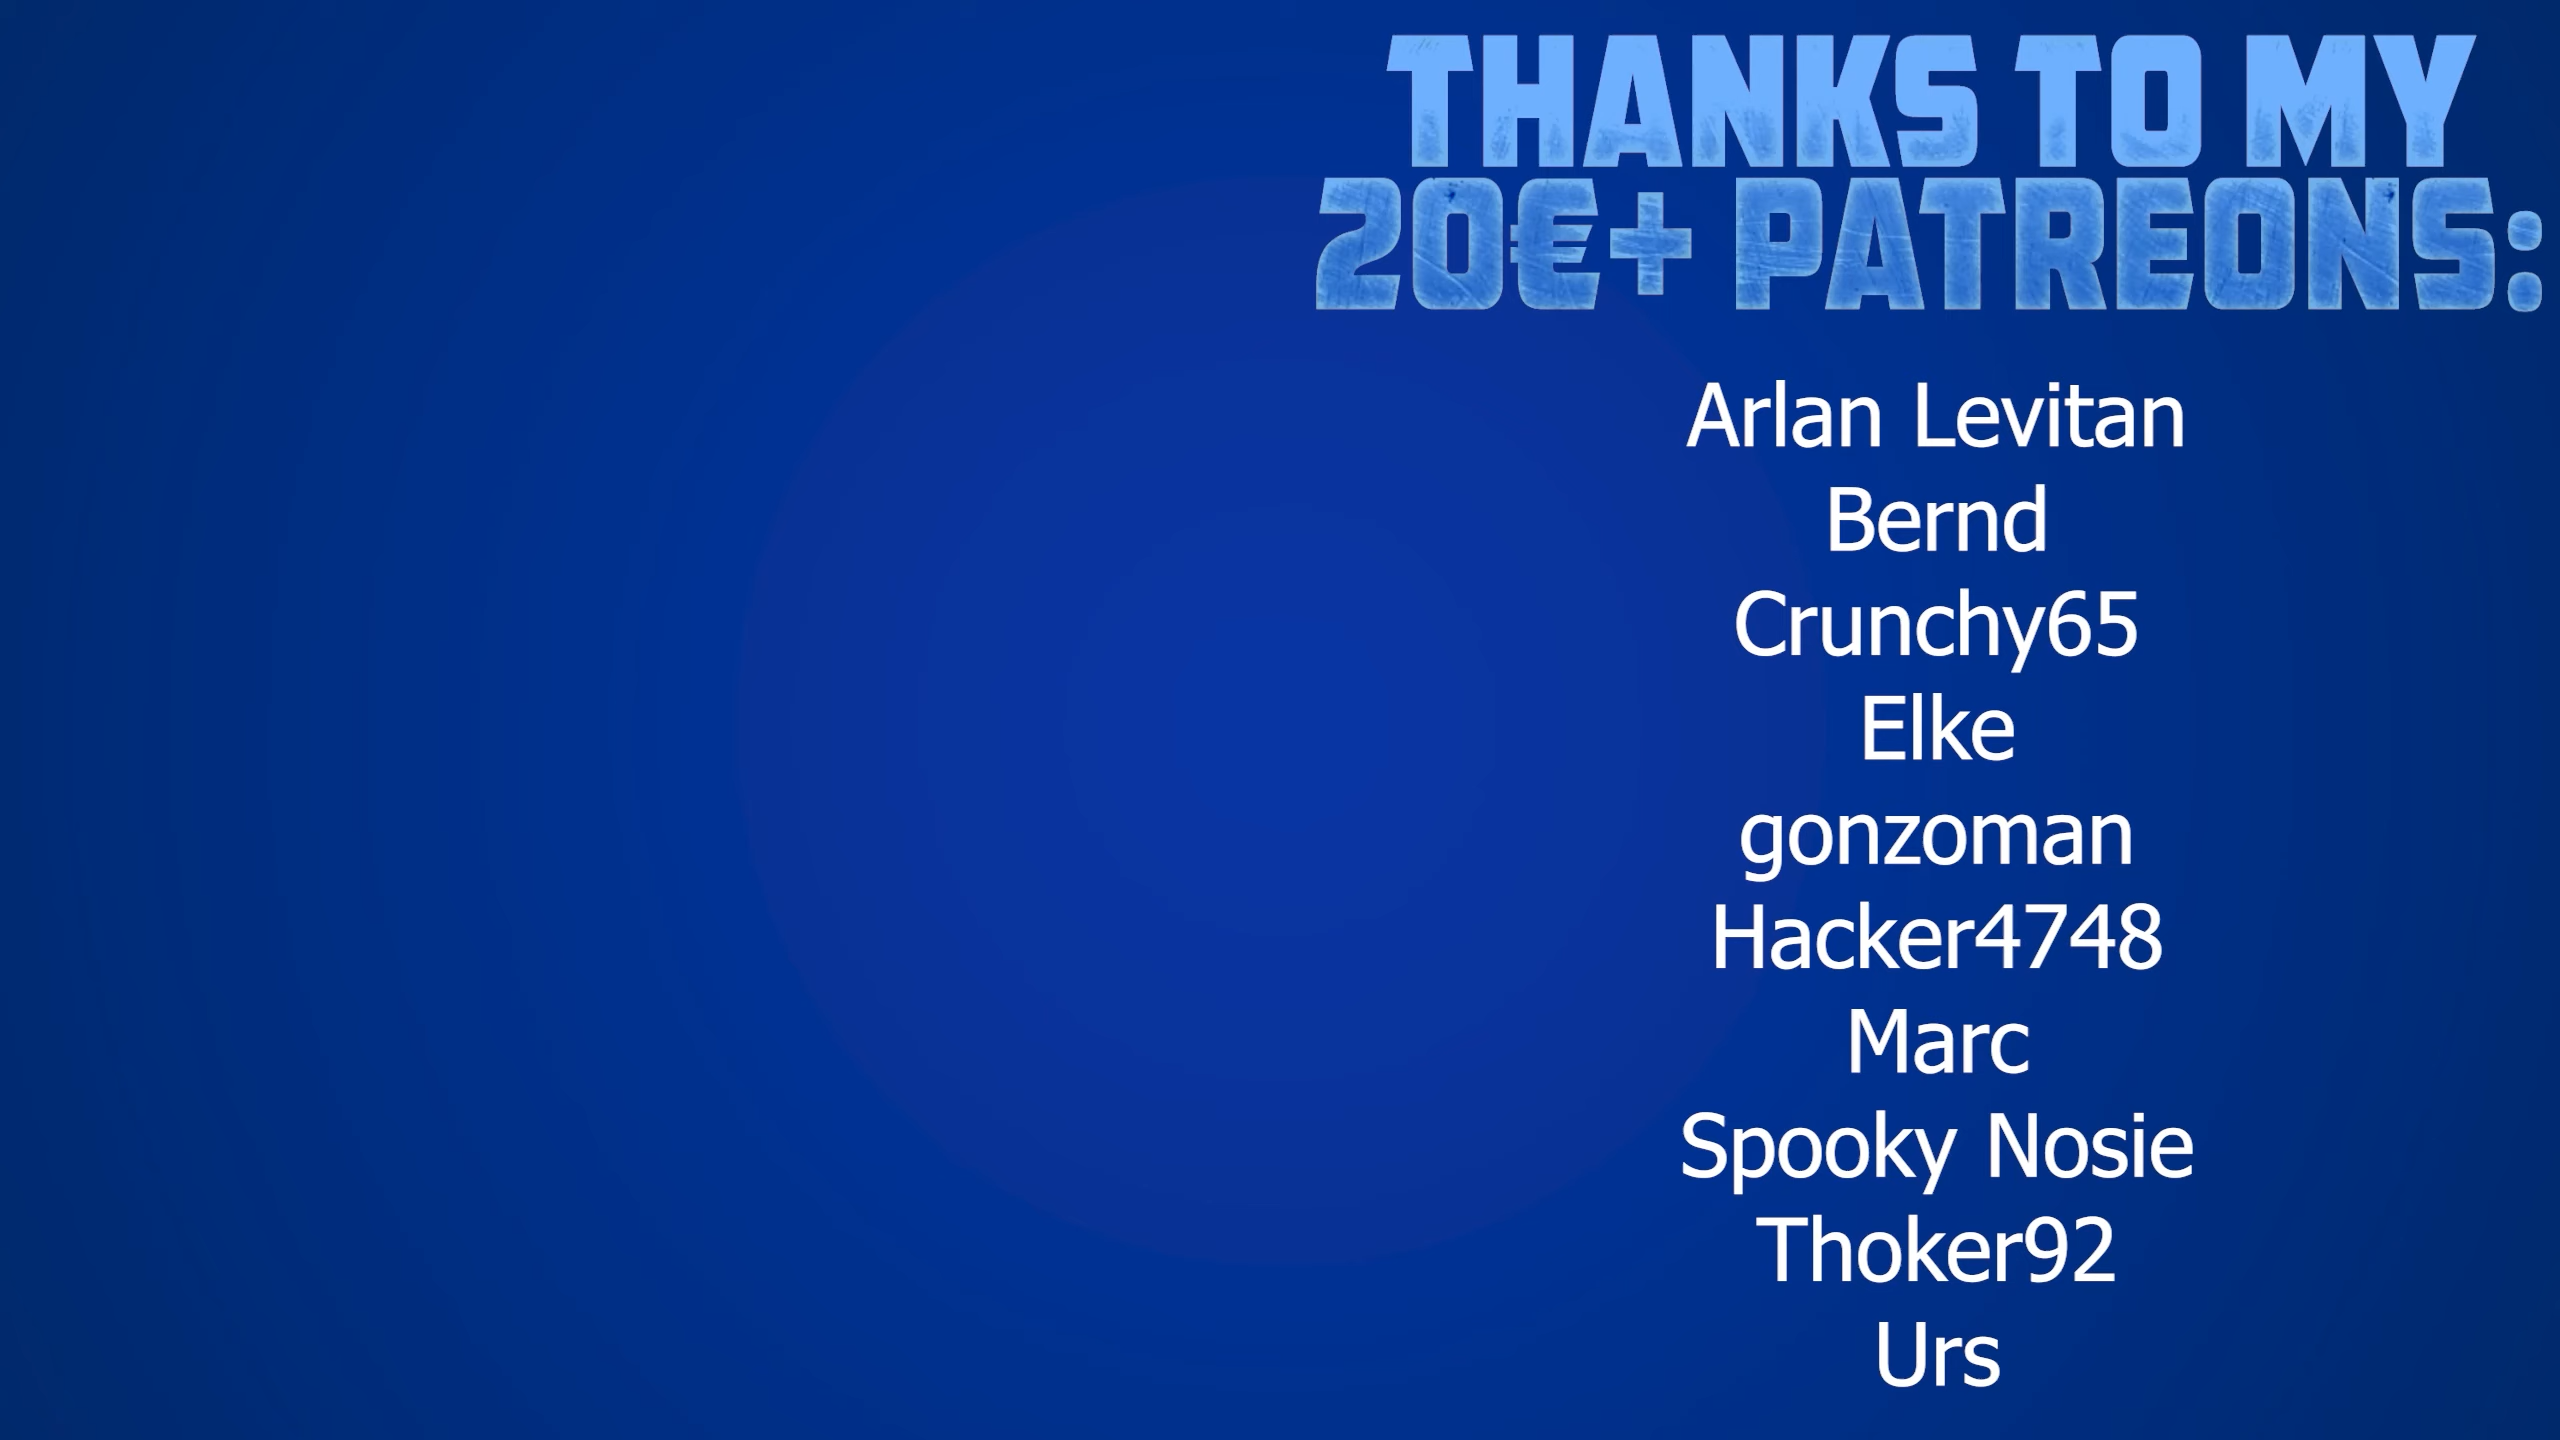 THANKS TO MY
20€+ PATREONS:
Arlan Levitan
Bernd
Crunchy65
Elke
gonzoman
Hacker4748
Marc
Spooky Nosie
Thoker92
Urs